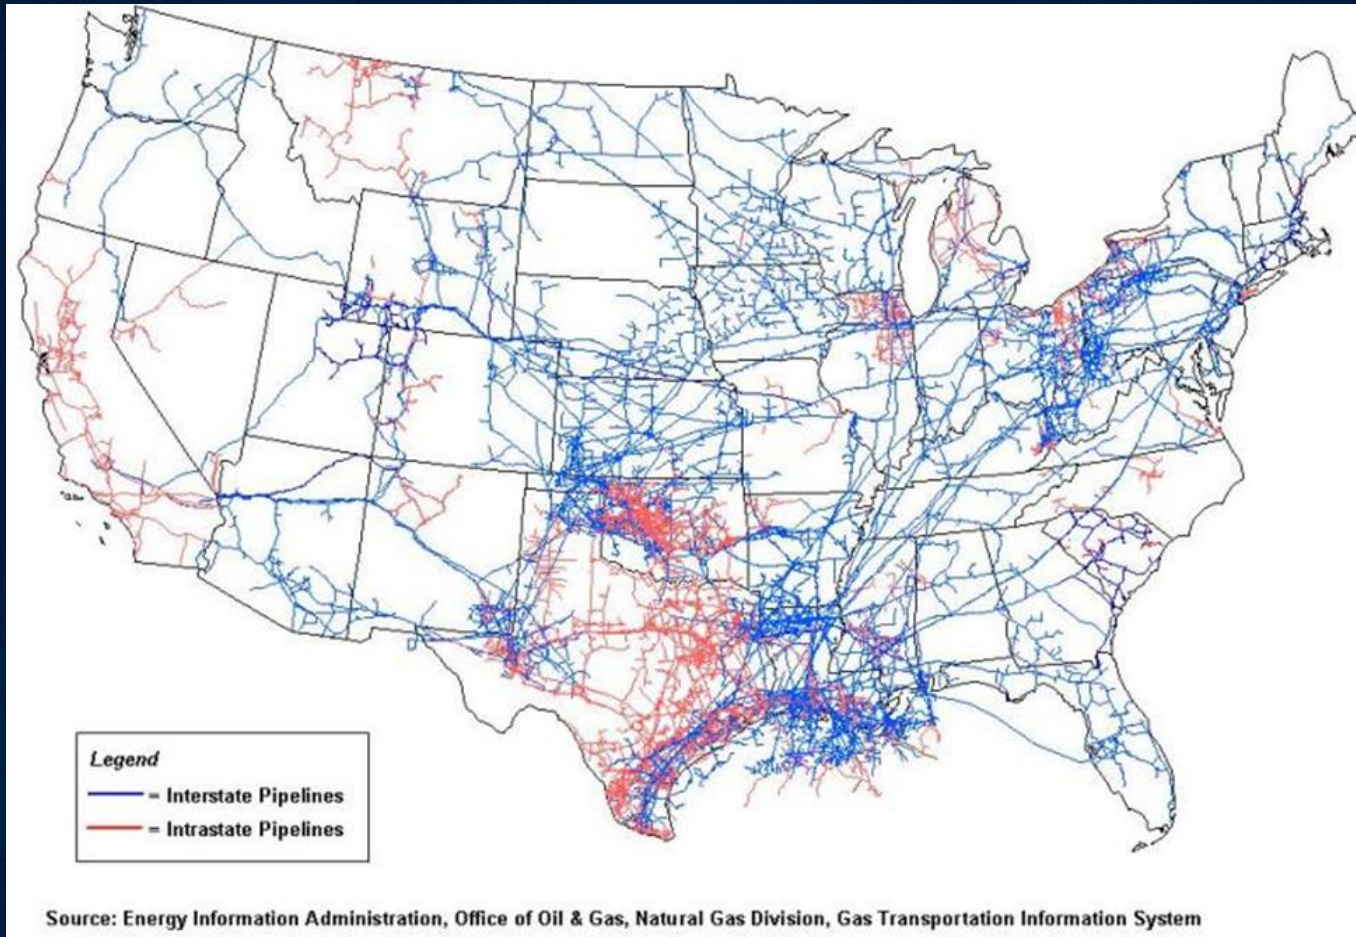 Legend
= Interstate Pipelines
= Intrastate Pipelines
Source: Energy Information Administration, Office of Oil & Gas, Natural Gas Division, Gas Transportation Information System